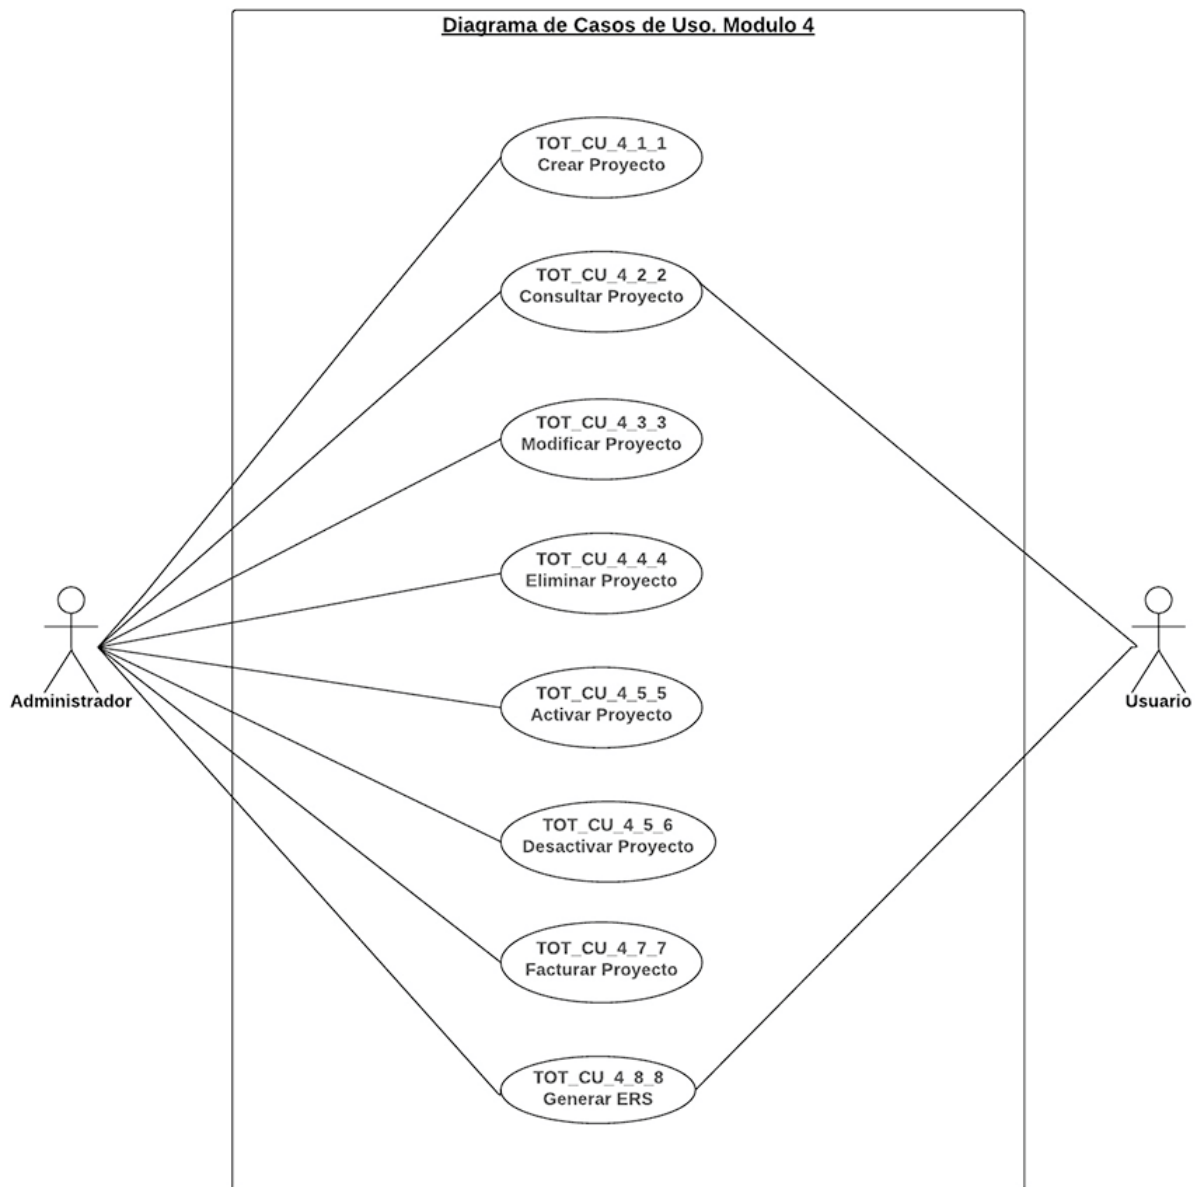 Diagrama de Casos de Uso. Modulo 4
TOT_CU_4_1_1
Crear Proyecto
TOT_CU_4_2_2
Consultar Proyecto
TOT_CU_4_3_3
Modificar Proyecto
TOT_CU_4_4_4
Eliminar Proyecto
Administrador
Usuario
TOT_CU_4_5_5
Activar Proyecto
TOT_CU_4_5_6
Desactivar Proyecto
TOT_CU_4_7_7
Facturar Proyecto
TOT_CU_4_8_8
Generar ERS